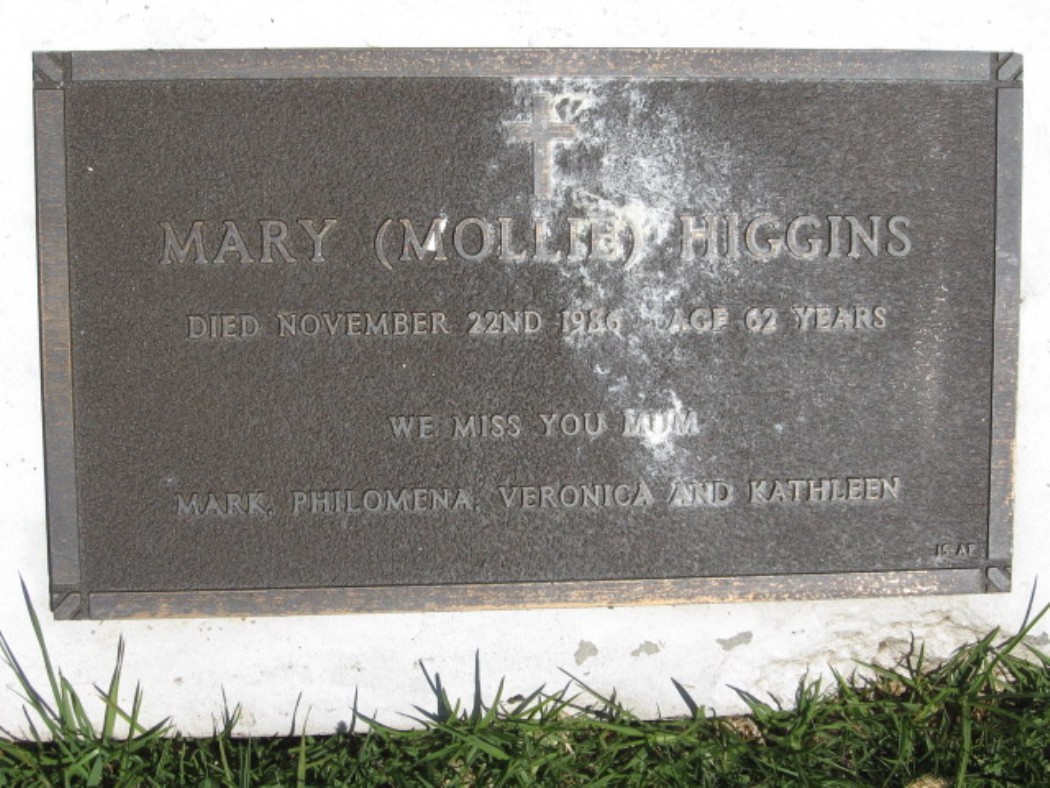 MARY (MOLLIE) HIGGINS
DIED NOVEMBER 22ND 1986 AGE 62 YEARS
WE MISS YOU MUM
MARK, PHILOMENA, VERONICA AND KATHLEEN